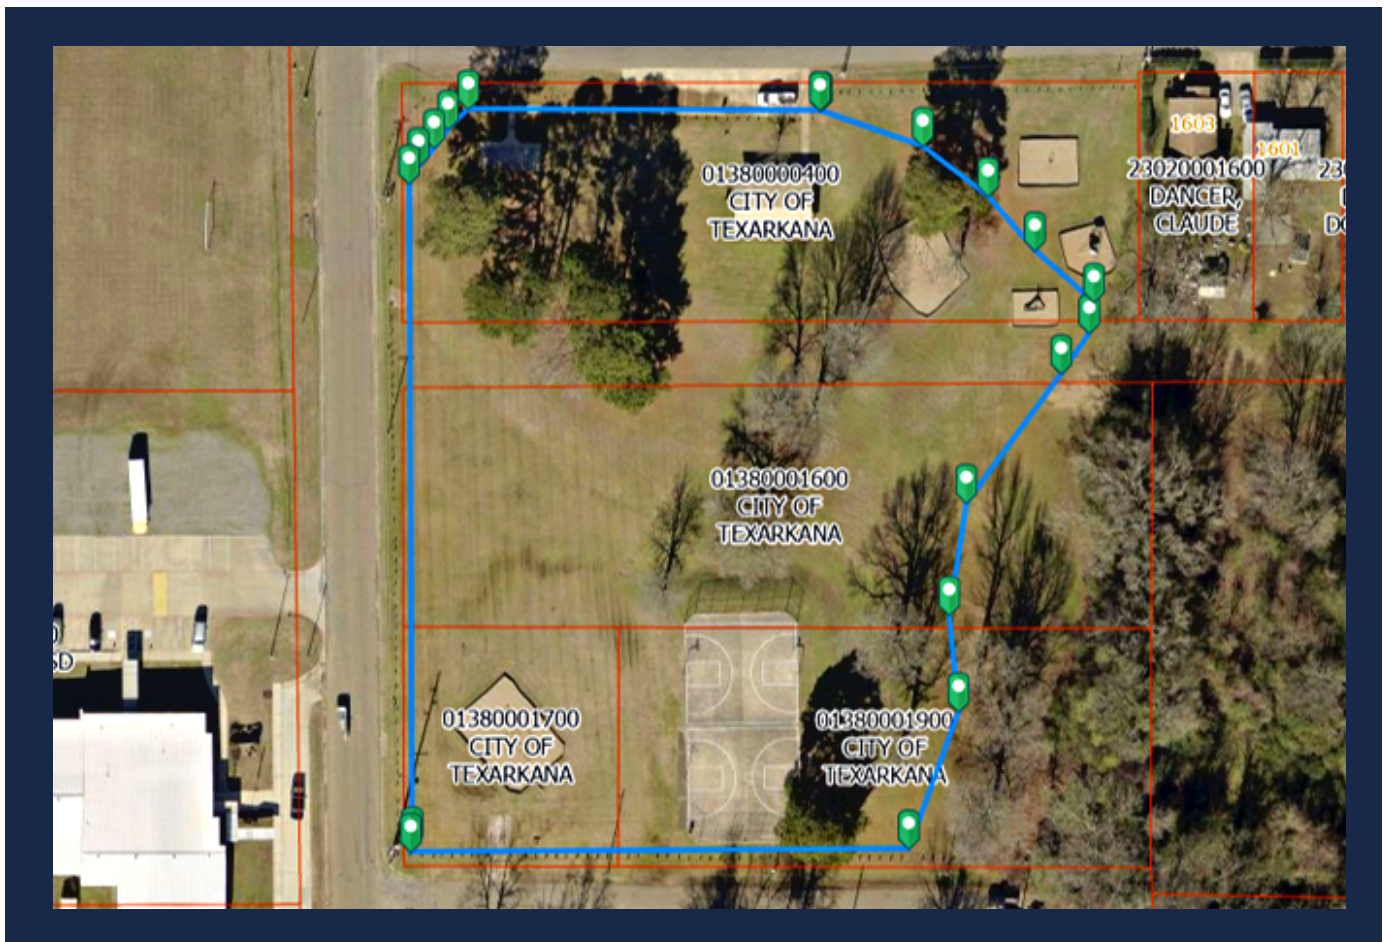 1603
1601
01380000400
CITY OF
TEXARKANA
23020001600
DANCER,
CLAUDE
01380001600
CITY OF
TEXARKANA
SD
01380001700
CITY OF
TEXARKANA
01380001900
CITY OF
TEXARKANA